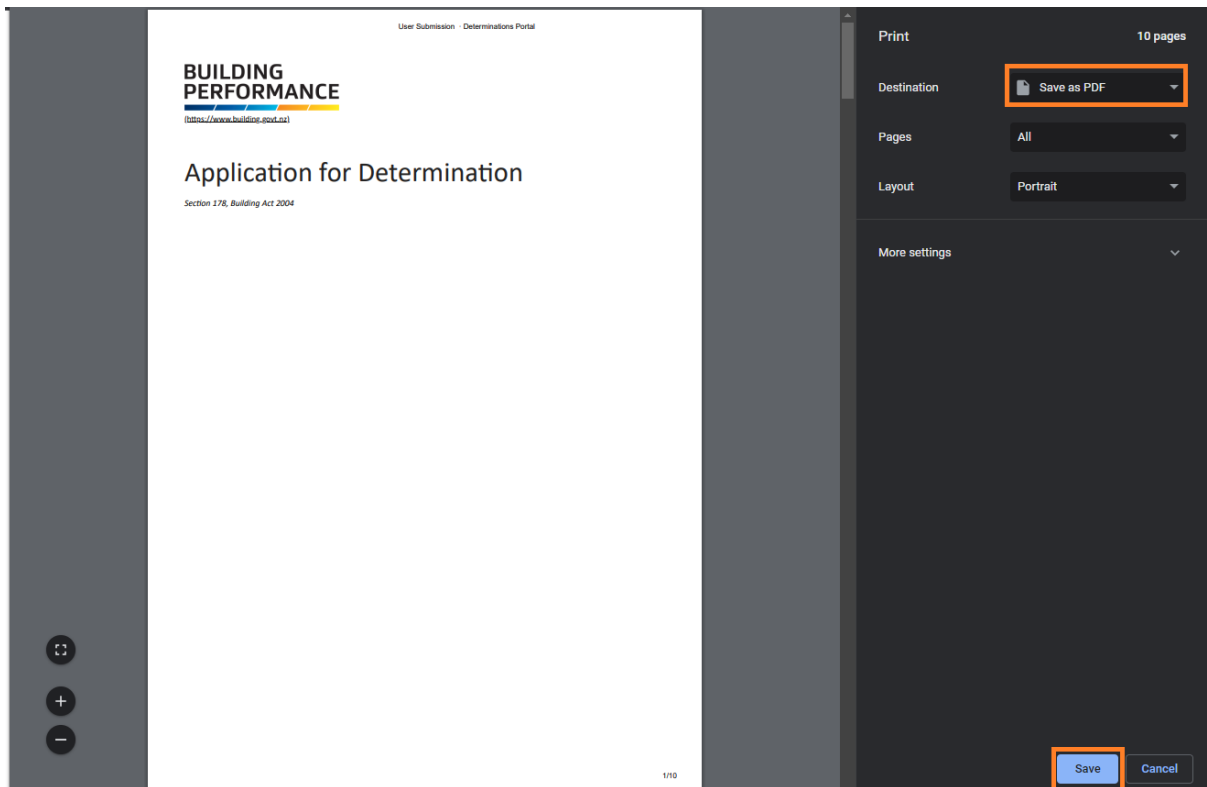 User Submission · Determinations Portal
BUILDING
PERFORMANCE
(https://www.building.govt.nz)
Application for Determination
Section 178, Building Act 2004
1/10
Print 10 pages
Destination Save as PDF
Pages All
Layout Portrait
More settings
Save Cancel